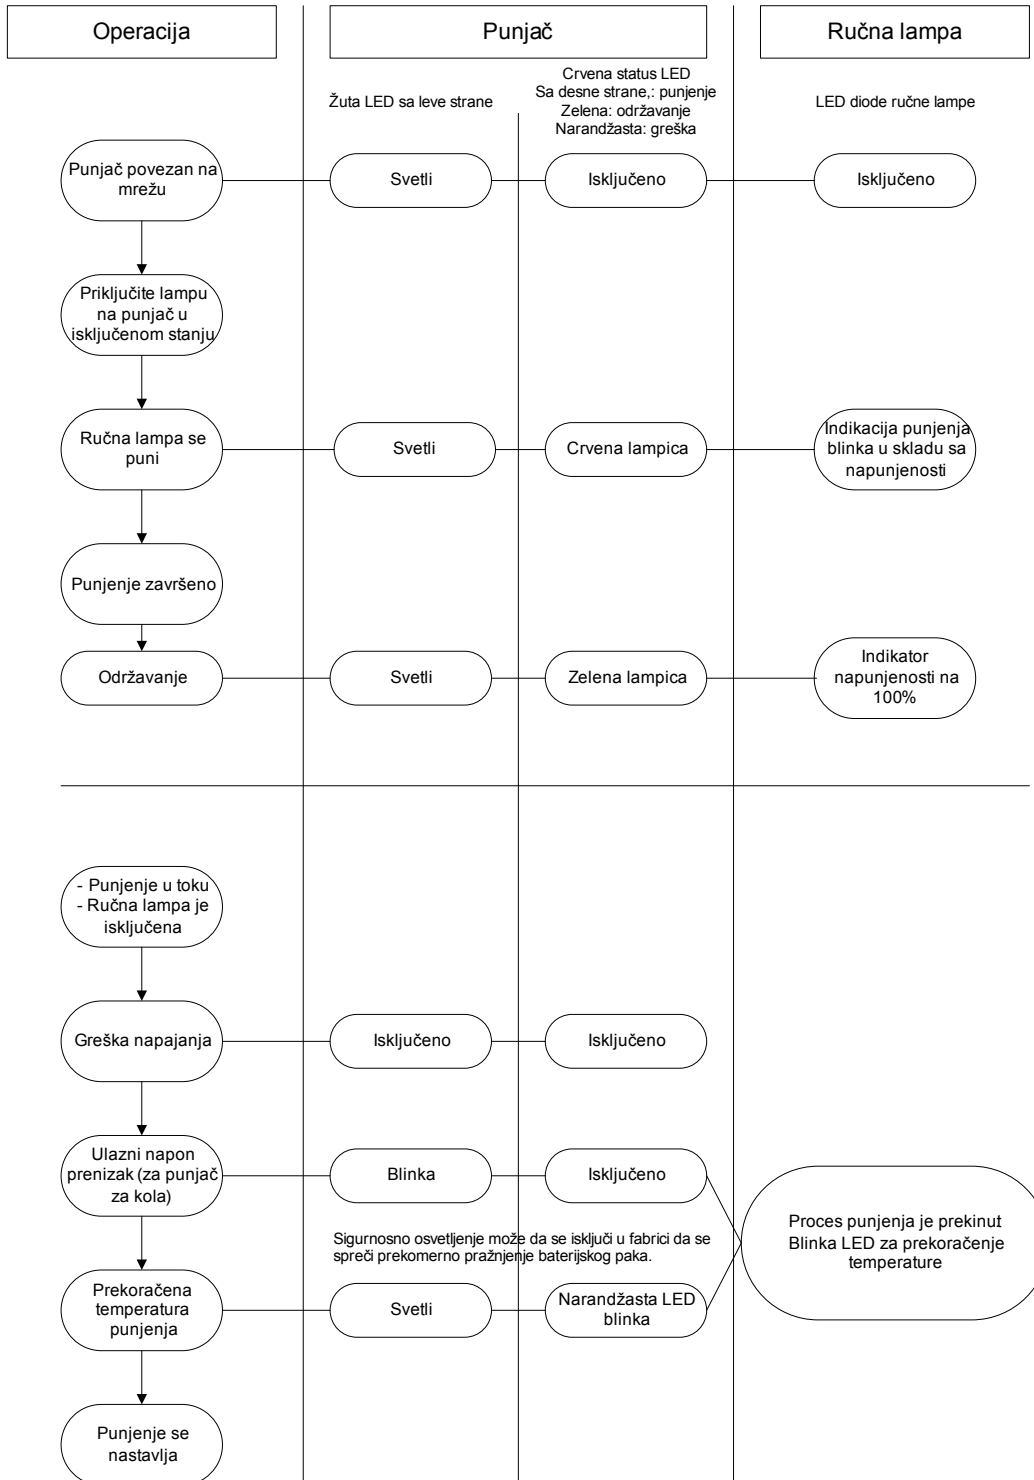 Operacija
Punjač
Ručna lampa
Žuta LED sa leve strane
Crvena status LED
Sa desne strane,: punjenje
Zelena: održavanje
Narandžasta: greška
LED diode ručne lampe
Punjač povezan na
mrežu
Svetli
Isključeno
Isključeno
Priključite lampu
na punjač u
isključenom stanju
Ručna lampa se
puni
Svetli
Crvena lampica
Indikacija punjenja
blinka u skladu sa
napunjenosti
Punjenje završeno
Održavanje
Svetli
Zelena lampica
Indikator
napunjenosti na
100%
- Punjenje u toku
- Ručna lampa je
isključena
Greška napajanja
Isključeno
Isključeno
Ulazni napon
prenizak (za punjač
za kola)
Blinka
Isključeno
Proces punjenja je prekinut
Blinka LED za prekoračenje
temperature
Sigurnosno osvetljenje može da se isključi u fabrici da se
spreči prekomerno pražnjenje baterijskog paka.
Prekoračena
temperatura
punjenja
Svetli
Narandžasta LED
blinka
Punjenje se
nastavlja